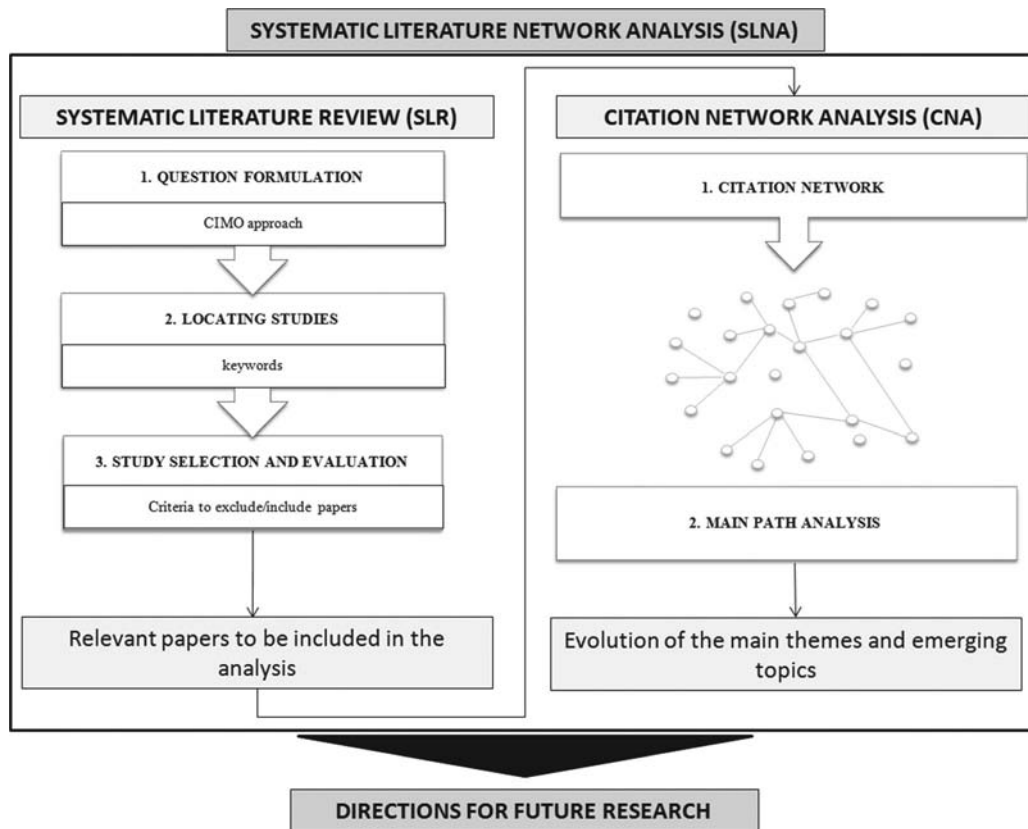 SYSTEMATIC LITERATURE NETWORK ANALYSIS (SLNA)
SYSTEMATIC LITERATURE REVIEW (SLR)
1. QUESTION FORMULATION
CIMO approach
2. LOCATING STUDIES
keywords
3. STUDY SELECTION AND EVALUATION
Criteria to exclude/include papers
Relevant papers to be included in the
analysis
CITATION NETWORK ANALYSIS (CNA)
1. CITATION NETWORK
2. MAIN PATH ANALYSIS
Evolution of the main themes and emerging
topics
DIRECTIONS FOR FUTURE RESEARCH